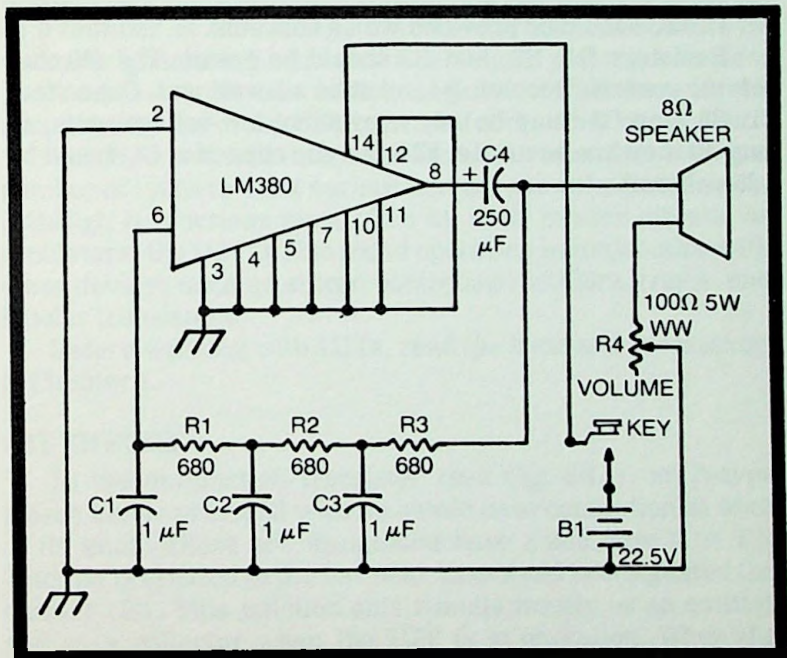 2
6
LM380
14
12
8
3
4
5
7
10
11
+ C4
250
µF
8Ω
SPEAKER
100Ω 5W
WW
R4
VOLUME
KEY
R1
680
R2
680
R3
680
C1
1 µF
C2
1 µF
C3
1 µF
B1
22.5V